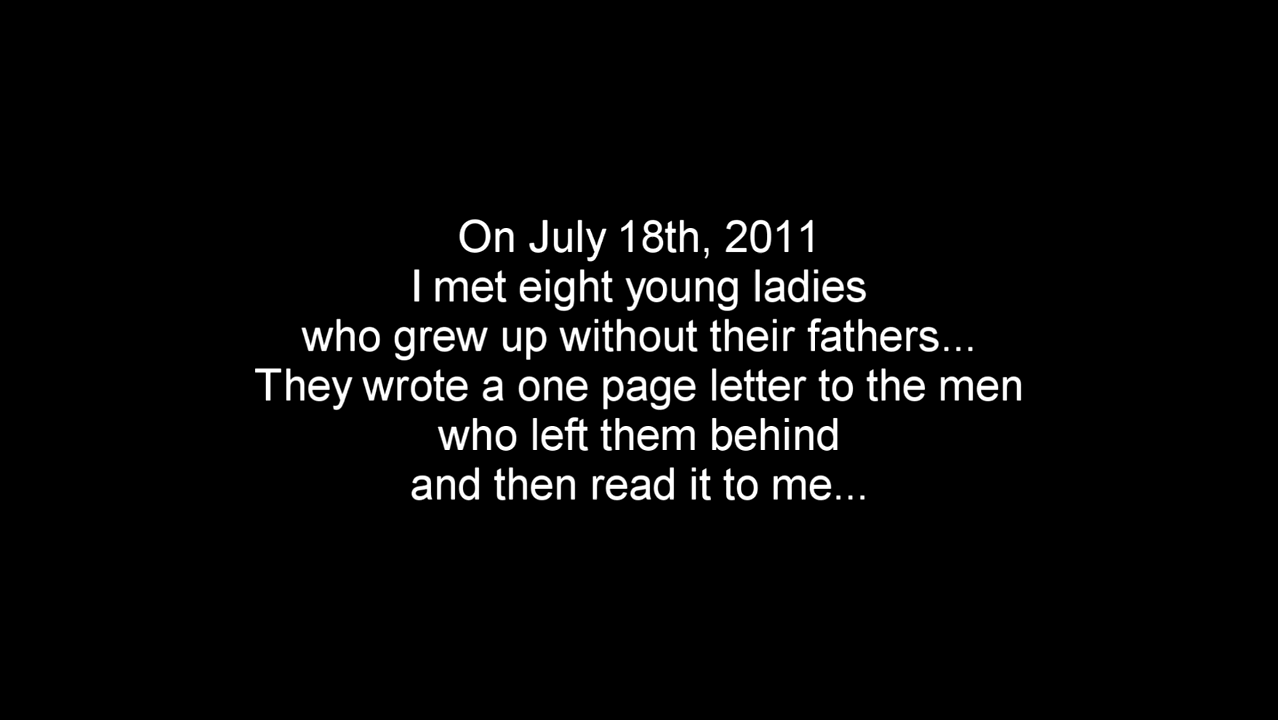 On July 18th, 2011
I met eight young ladies
who grew up without their fathers...
They wrote a one page letter to the men
who left them behind
and then read it to me...